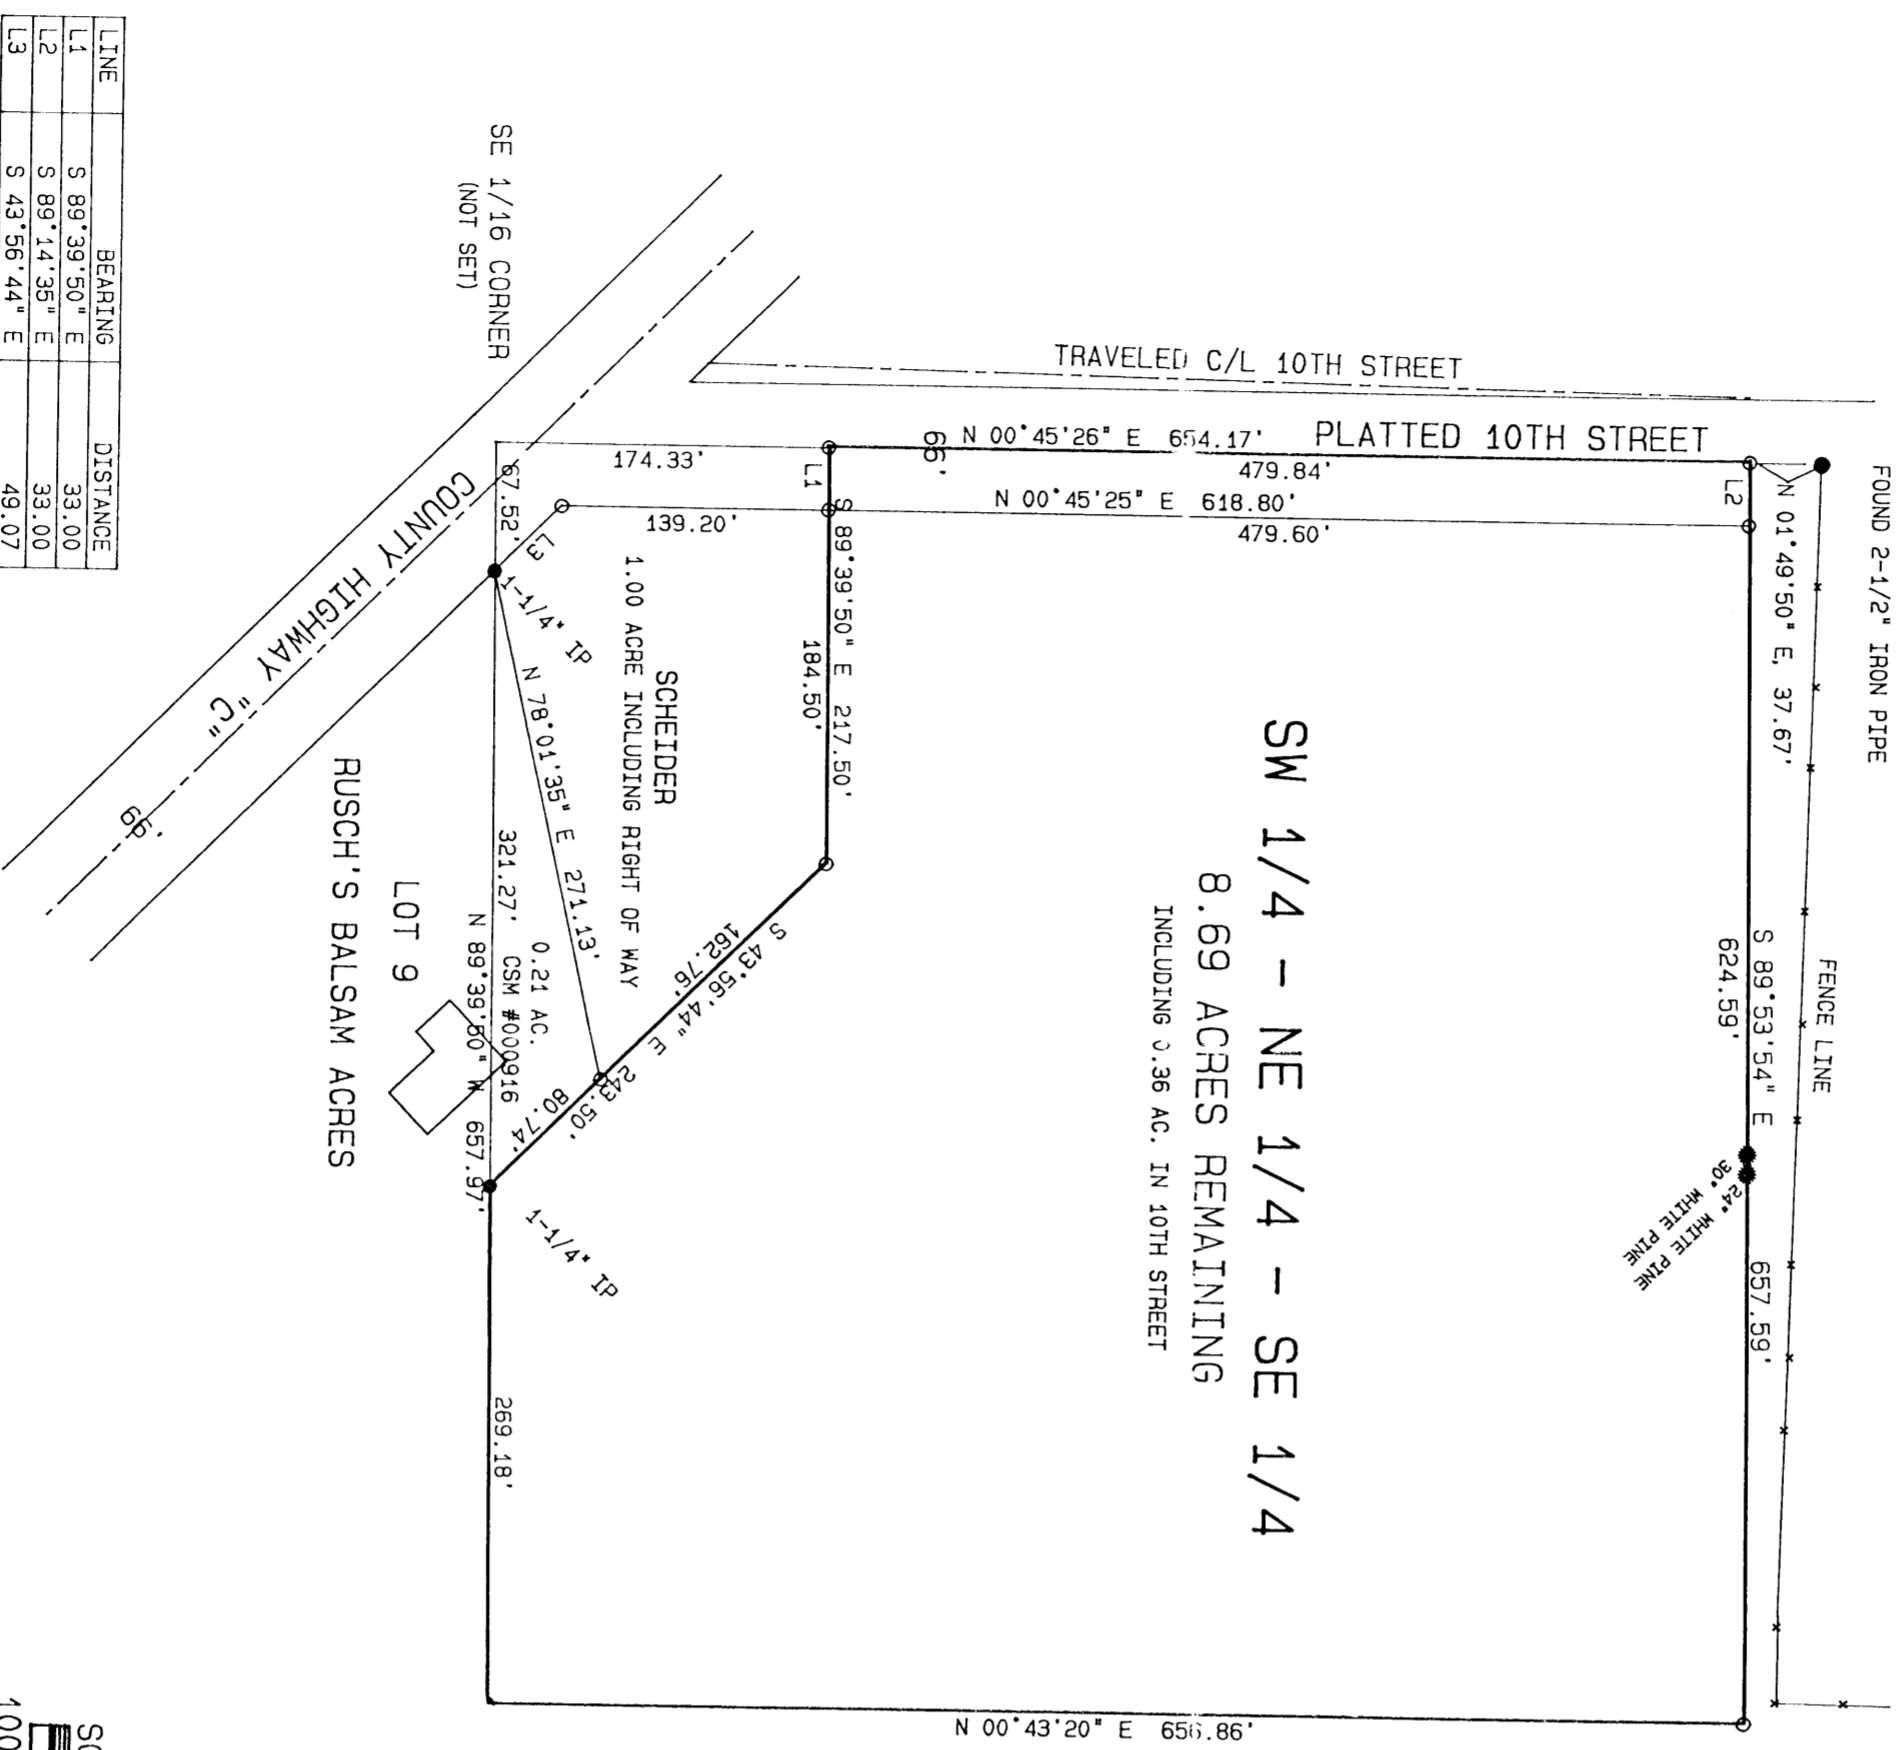 FOUND 2-1/2" IRON PIPE
FENCE LINE
N 01°49'50" E, 37.67'
S 89°53'54" E
657.59'
624.59'
L2
24" WHITE PINE
30" WHITE PINE
TRAVELED C/L 10TH STREET
PLATTED 10TH STREET
N 00°45'26" E 654.17'
479.84'
66'
174.33'
N 00°45'25" E 618.80'
479.60'
139.20'
L1
S 89°39'50" E 217.50'
184.50'
SW 1/4 - NE 1/4 - SE 1/4
8.69 ACRES REMAINING
INCLUDING 0.36 AC. IN 10TH STREET
N 00°43'20" E 656.86'
S 43°56'44" E 243.50'
162.76'
80.74'
SCHEIDER
1.00 ACRE INCLUDING RIGHT OF WAY
L3
1-1/4" IP
N 78°01'35" E 271.13'
0.21 AC.
CSM #000916
321.27'
67.52'
N 89°39'50" W 657.97'
1-1/4" IP
269.18'
SE 1/16 CORNER
(NOT SET)
COUNTY HIGHWAY "C"
66'
LOT 9
RUSCH'S BALSAM ACRES
LINE BEARING DISTANCE
L1 S 89°39'50" E 33.00
L2 S 89°14'35" E 33.00
L3 S 43°56'44" E 49.07
100